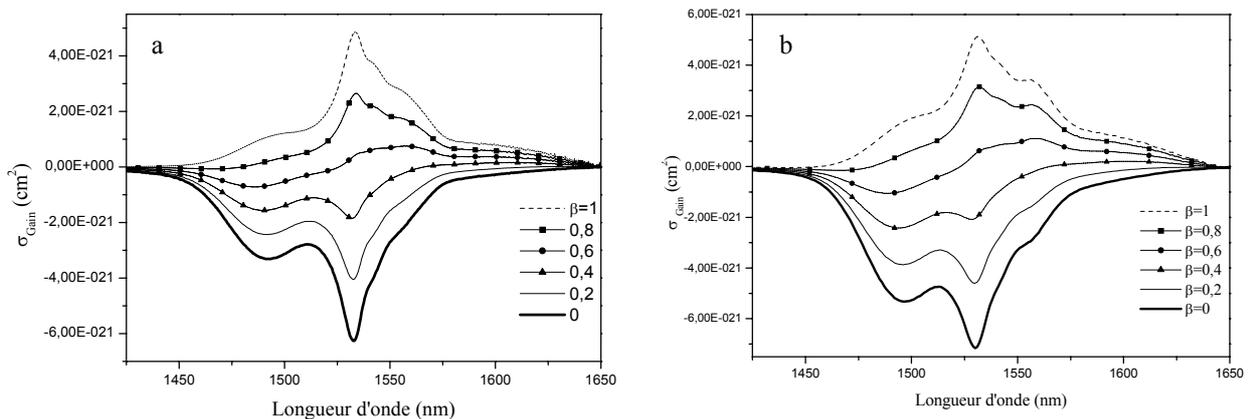 a
4,00E-021
2,00E-021
0,00E+000
-2,00E-021
-4,00E-021
-6,00E-021
σGain (cm²)
β=1
0,8
0,6
0,4
0,2
0
1450 1500 1550 1600 1650
Longueur d'onde (nm)
b
6,00E-021
4,00E-021
2,00E-021
0,00E+000
-2,00E-021
-4,00E-021
-6,00E-021
σGain (cm²)
β=1
β=0,8
β=0,6
β=0,4
β=0,2
β=0
1450 1500 1550 1600 1650
Longueur d'onde (nm)